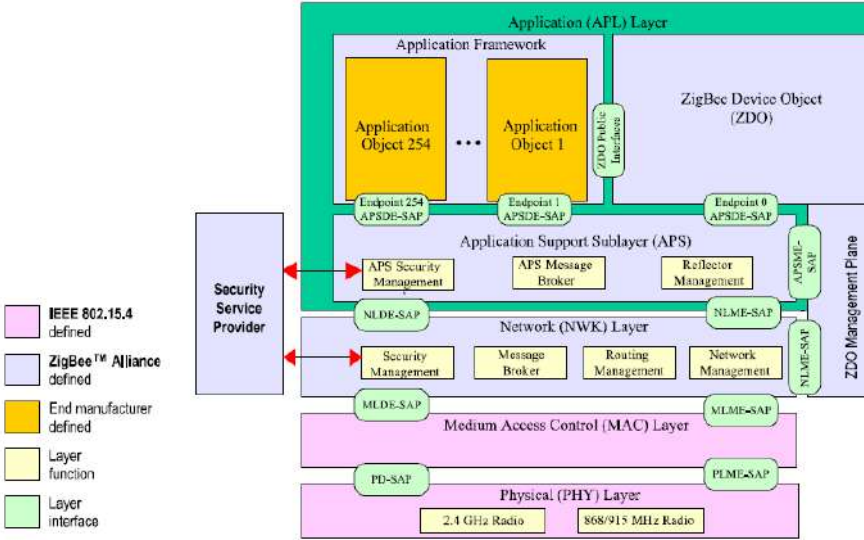 Application (APL) Layer
Application Framework
ZigBee Device Object
(ZDO)
Application
Object 254
...
Application
Object 1
ZDO Public
Interfaces
Endpoint 254
APSDE-SAP
Endpoint 1
APSDE-SAP
Endpoint 0
APSDE-SAP
Application Support Sublayer (APS)
APS Security
Management
APS Message
Broker
Reflector
Management
APSME-
SAP
Security
Service
Provider
NLDE-SAP
NLME-SAP
Network (NWK) Layer
Security
Management
Message
Broker
Routing
Management
Network
Management
NLME-SAP
ZDO Management Plane
MLDE-SAP
MLME-SAP
Medium Access Control (MAC) Layer
PD-SAP
PLME-SAP
Physical (PHY) Layer
2.4 GHz Radio
868/915 MHz Radio
IEEE 802.15.4
defined
ZigBee™ Alliance
defined
End manufacturer
defined
Layer
function
Layer
interface